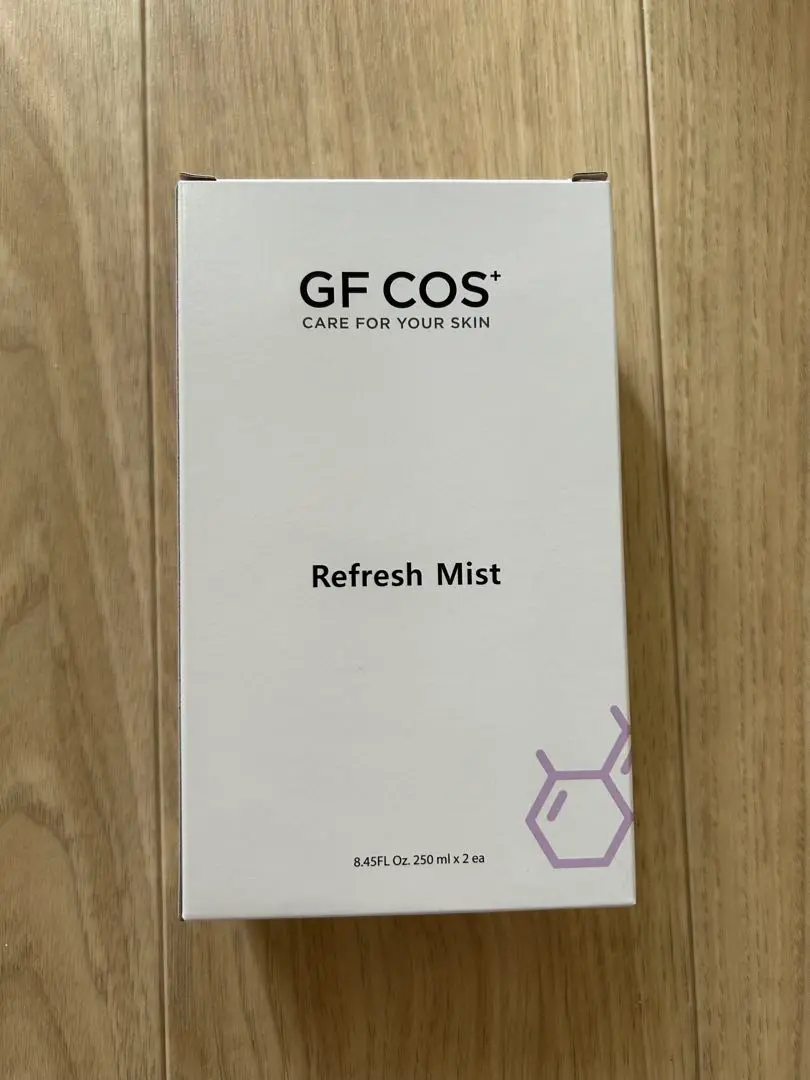 GF COS+
CARE FOR YOUR SKIN
Refresh Mist
8.45FL Oz. 250 ml x 2 ea